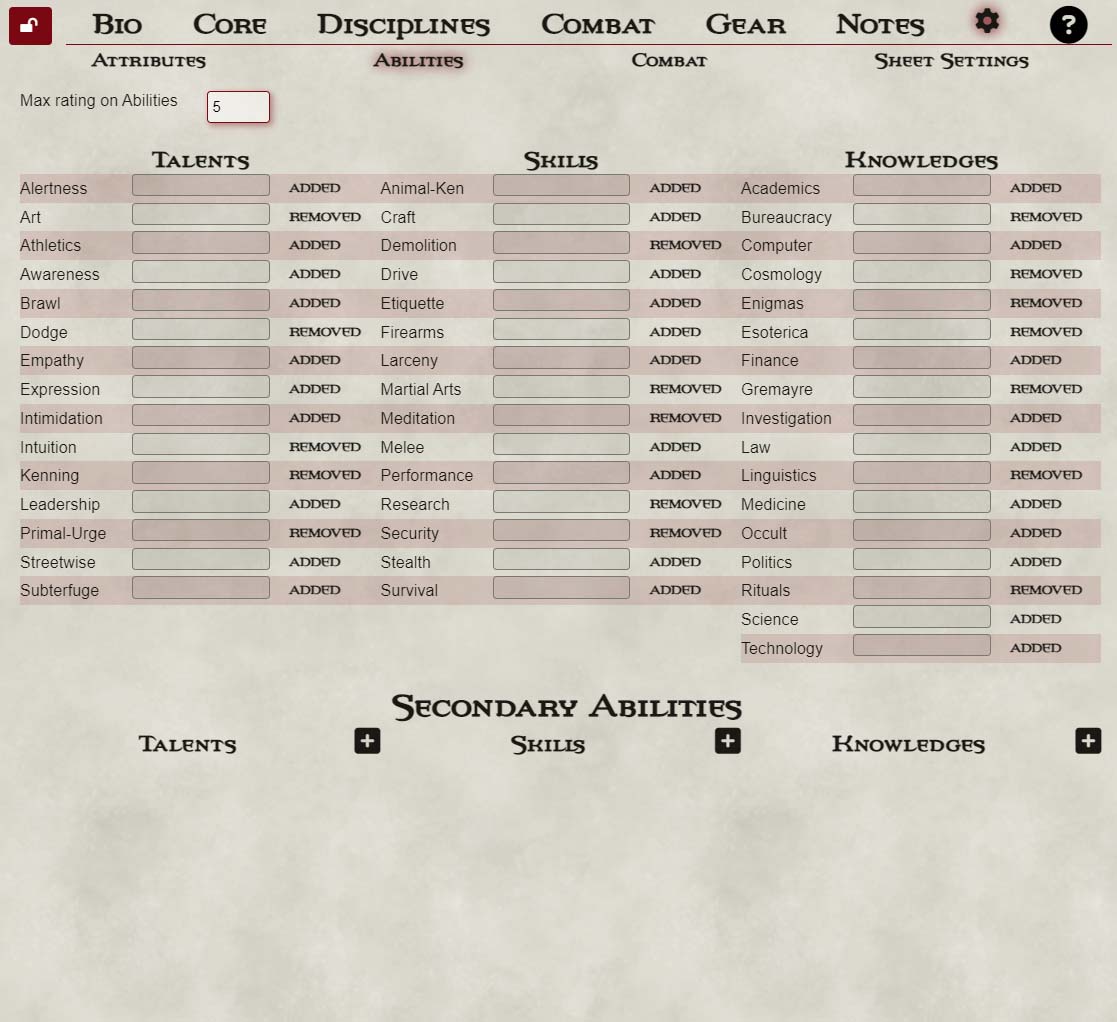 Bio Core Disciplines Combat Gear Notes ?
Attributes Abilities Combat Sheet Settings
Max rating on Abilities 5
Talents Skills Knowledges
Alertness ADDED Animal-Ken ADDED Academics ADDED
Art REMOVED Craft ADDED Bureaucracy REMOVED
Athletics ADDED Demolition REMOVED Computer ADDED
Awareness ADDED Drive ADDED Cosmology REMOVED
Brawl ADDED Etiquette ADDED Enigmas REMOVED
Dodge REMOVED Firearms ADDED Esoterica REMOVED
Empathy ADDED Larceny ADDED Finance ADDED
Expression ADDED Martial Arts REMOVED Gremayre REMOVED
Intimidation ADDED Meditation REMOVED Investigation ADDED
Intuition REMOVED Melee ADDED Law ADDED
Kenning REMOVED Performance ADDED Linguistics REMOVED
Leadership ADDED Research REMOVED Medicine ADDED
Primal-Urge REMOVED Security REMOVED Occult ADDED
Streetwise ADDED Stealth ADDED Politics ADDED
Subterfuge ADDED Survival ADDED Rituals REMOVED
Science ADDED
Technology ADDED
Secondary Abilities
Talents + Skills + Knowledges +